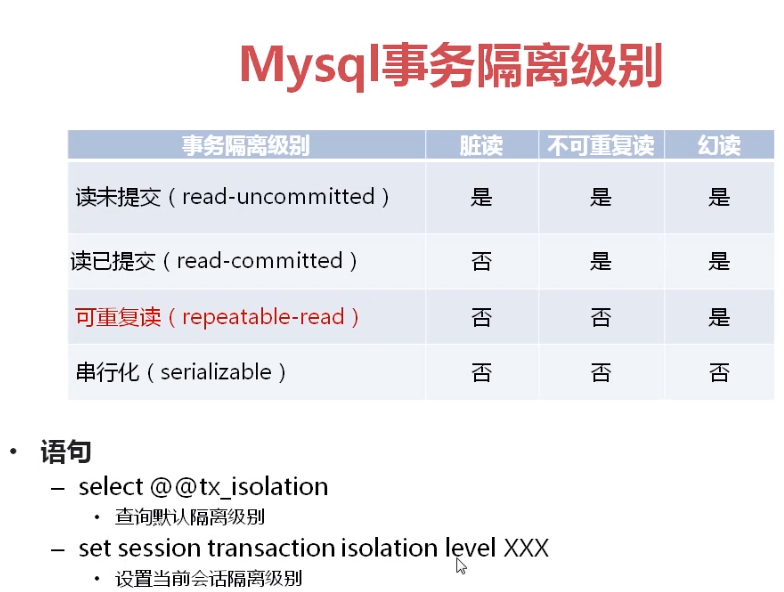 Mysql事务隔离级别
事务隔离级别 脏读 不可重复读 幻读
读未提交（read-uncommitted） 是 是 是
读已提交（read-committed） 否 是 是
可重复读（repeatable-read） 否 否 是
串行化（serializable） 否 否 否
• 语句
– select @@tx_isolation
• 查询默认隔离级别
– set session transaction isolation level XXX
• 设置当前会话隔离级别